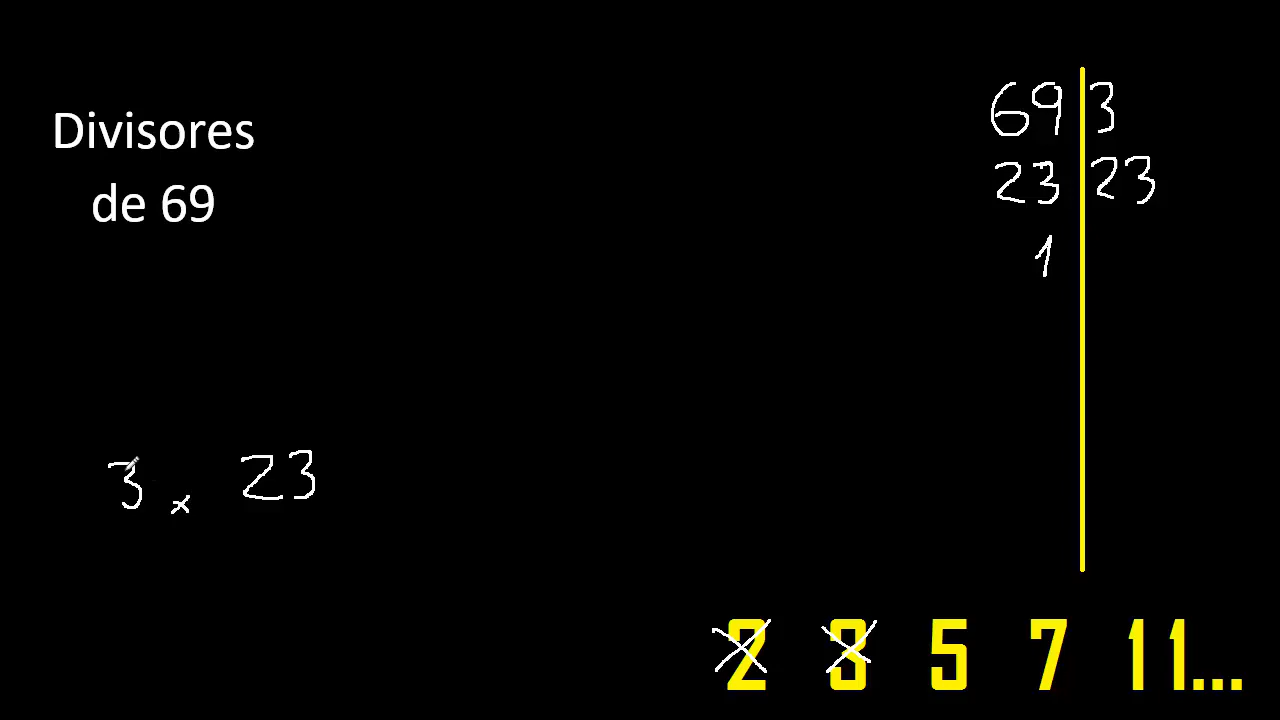 Divisores
de 69
69 3
23 23
1
3 x 23
2 3 5 7 11...